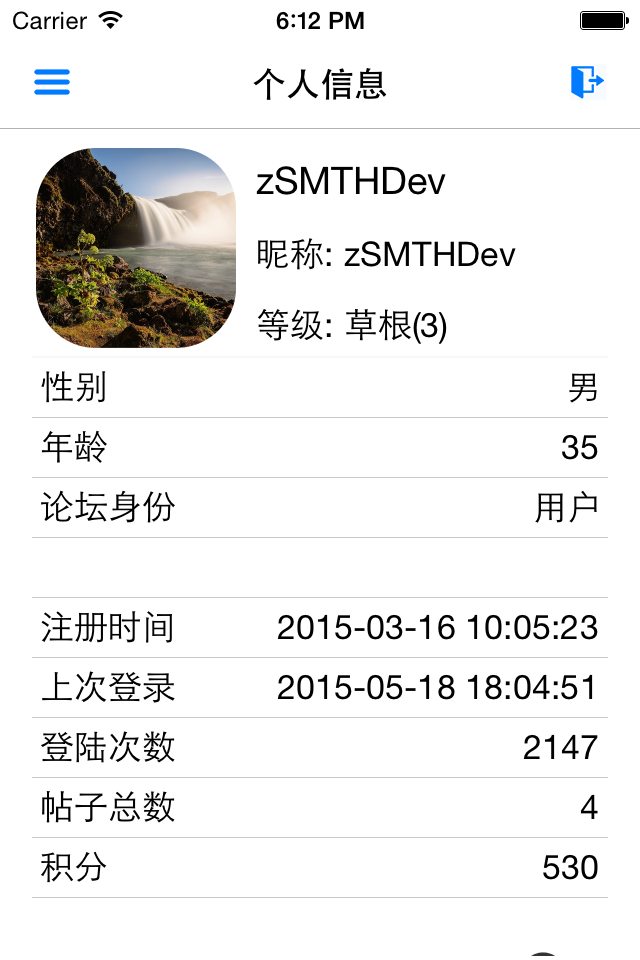 Carrier 6:12 PM
个人信息
zSMTHDev
昵称: zSMTHDev
等级: 草根(3)
性别 男
年龄 35
论坛身份 用户
注册时间 2015-03-16 10:05:23
上次登录 2015-05-18 18:04:51
登陆次数 2147
帖子总数 4
积分 530